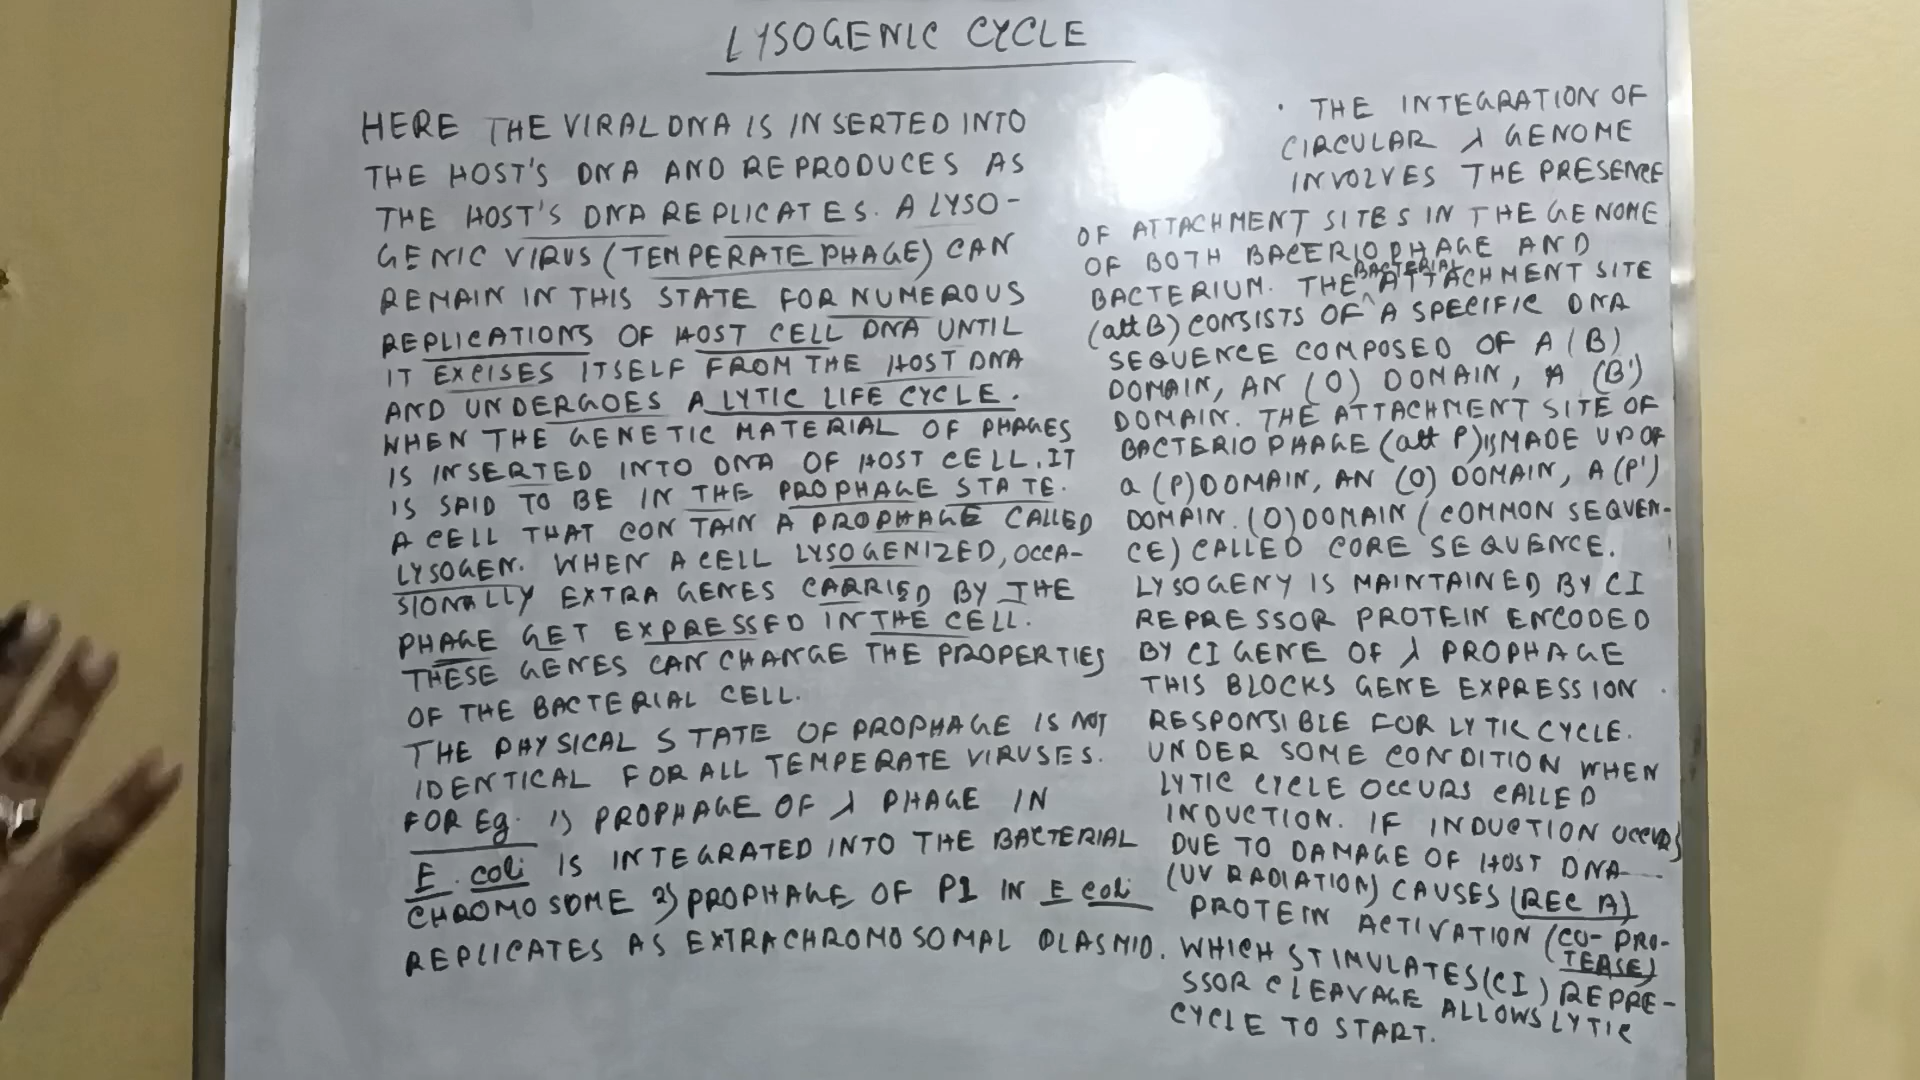 LYSOGENIC CYCLE
HERE THE VIRAL DNA IS INSERTED INTO
THE HOST'S DNA AND REPRODUCES AS
THE HOST'S DNA REPLICATES. A LYSO-
GENIC VIRUS (TEMPERATE PHAGE) CAN
REMAIN IN THIS STATE FOR NUMEROUS
REPLICATIONS OF HOST CELL DNA UNTIL
IT EXCISES ITSELF FROM THE HOST DNA
AND UNDERGOES A LYTIC LIFE CYCLE.
WHEN THE GENETIC MATERIAL OF PHAGES
IS INSERTED INTO DNA OF HOST CELL, IT
IS SAID TO BE IN THE PROPHAGE STATE.
A CELL THAT CONTAIN A PROPHAGE CALLED
LYSOGEN. WHEN A CELL LYSOGENIZED, OCCA-
SIONALLY EXTRA GENES CARRIED BY THE
PHAGE GET EXPRESSED IN THE CELL.
THESE GENES CAN CHANGE THE PROPERTIES
OF THE BACTERIAL CELL.
THE PHYSICAL STATE OF PROPHAGE IS NOT
IDENTICAL FOR ALL TEMPERATE VIRUSES.
FOR Eg. 1) PROPHAGE OF λ PHAGE IN
E. coli IS INTEGRATED INTO THE BACTERIAL
CHROMOSOME 2) PROPHAGE OF P1 IN E coli
REPLICATES AS EXTRACHROMOSOMAL PLASMID.
· THE INTEGRATION OF
CIRCULAR λ GENOME
INVOLVES THE PRESENCE
OF ATTACHMENT SITES IN THE GENOME
OF BOTH BACERIOPHAGE AND
BACTERIUM. THE BACTERIAL ATTACHMENT SITE
(att B) CONSISTS OF A SPECIFIC DNA
SEQUENCE COMPOSED OF A (B)
DOMAIN, AN (O) DOMAIN, A (B')
DOMAIN. THE ATTACHMENT SITE OF
BACTERIOPHAGE (att P) IS MADE UP OF
a (P) DOMAIN, AN (O) DOMAIN, A (P')
DOMAIN. (O) DOMAIN (COMMON SEQUEN-
CE) CALLED CORE SEQUENCE.
LYSOGENY IS MAINTAINED BY CI
REPRESSOR PROTEIN ENCODED
BY CI GENE OF λ PROPHAGE
THIS BLOCKS GENE EXPRESSION
RESPONSIBLE FOR LYTIC CYCLE.
UNDER SOME CONDITION WHEN
LYTIC CYCLE OCCURS CALLED
INDUCTION. IF INDUCTION OCCURS
DUE TO DAMAGE OF HOST DNA
(UV RADIATION) CAUSES (REC A)
PROTEIN ACTIVATION (CO-PRO-
TEASE)
WHICH STIMULATES (CI) REPRE-
SSOR CLEAVAGE ALLOWS LYTIC
CYCLE TO START.